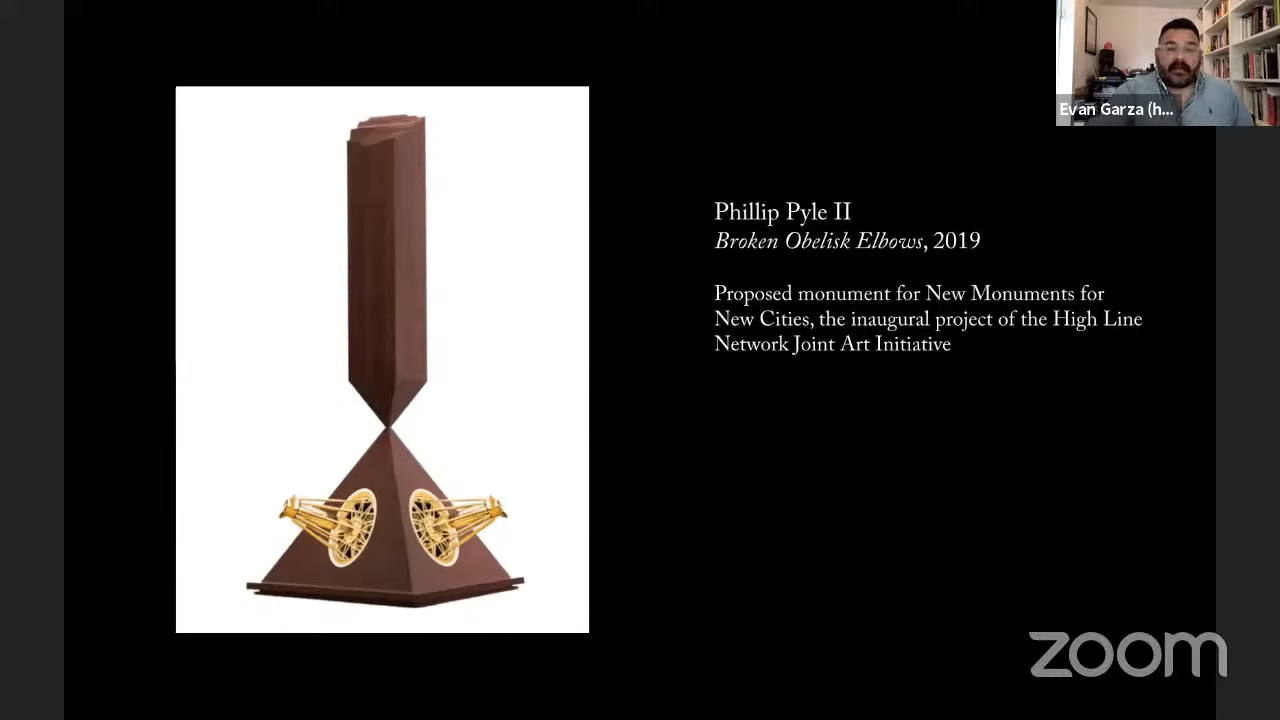 Evan Garza (h...
Phillip Pyle II
Broken Obelisk Elbows, 2019
Proposed monument for New Monuments for
New Cities, the inaugural project of the High Line
Network Joint Art Initiative
zoom